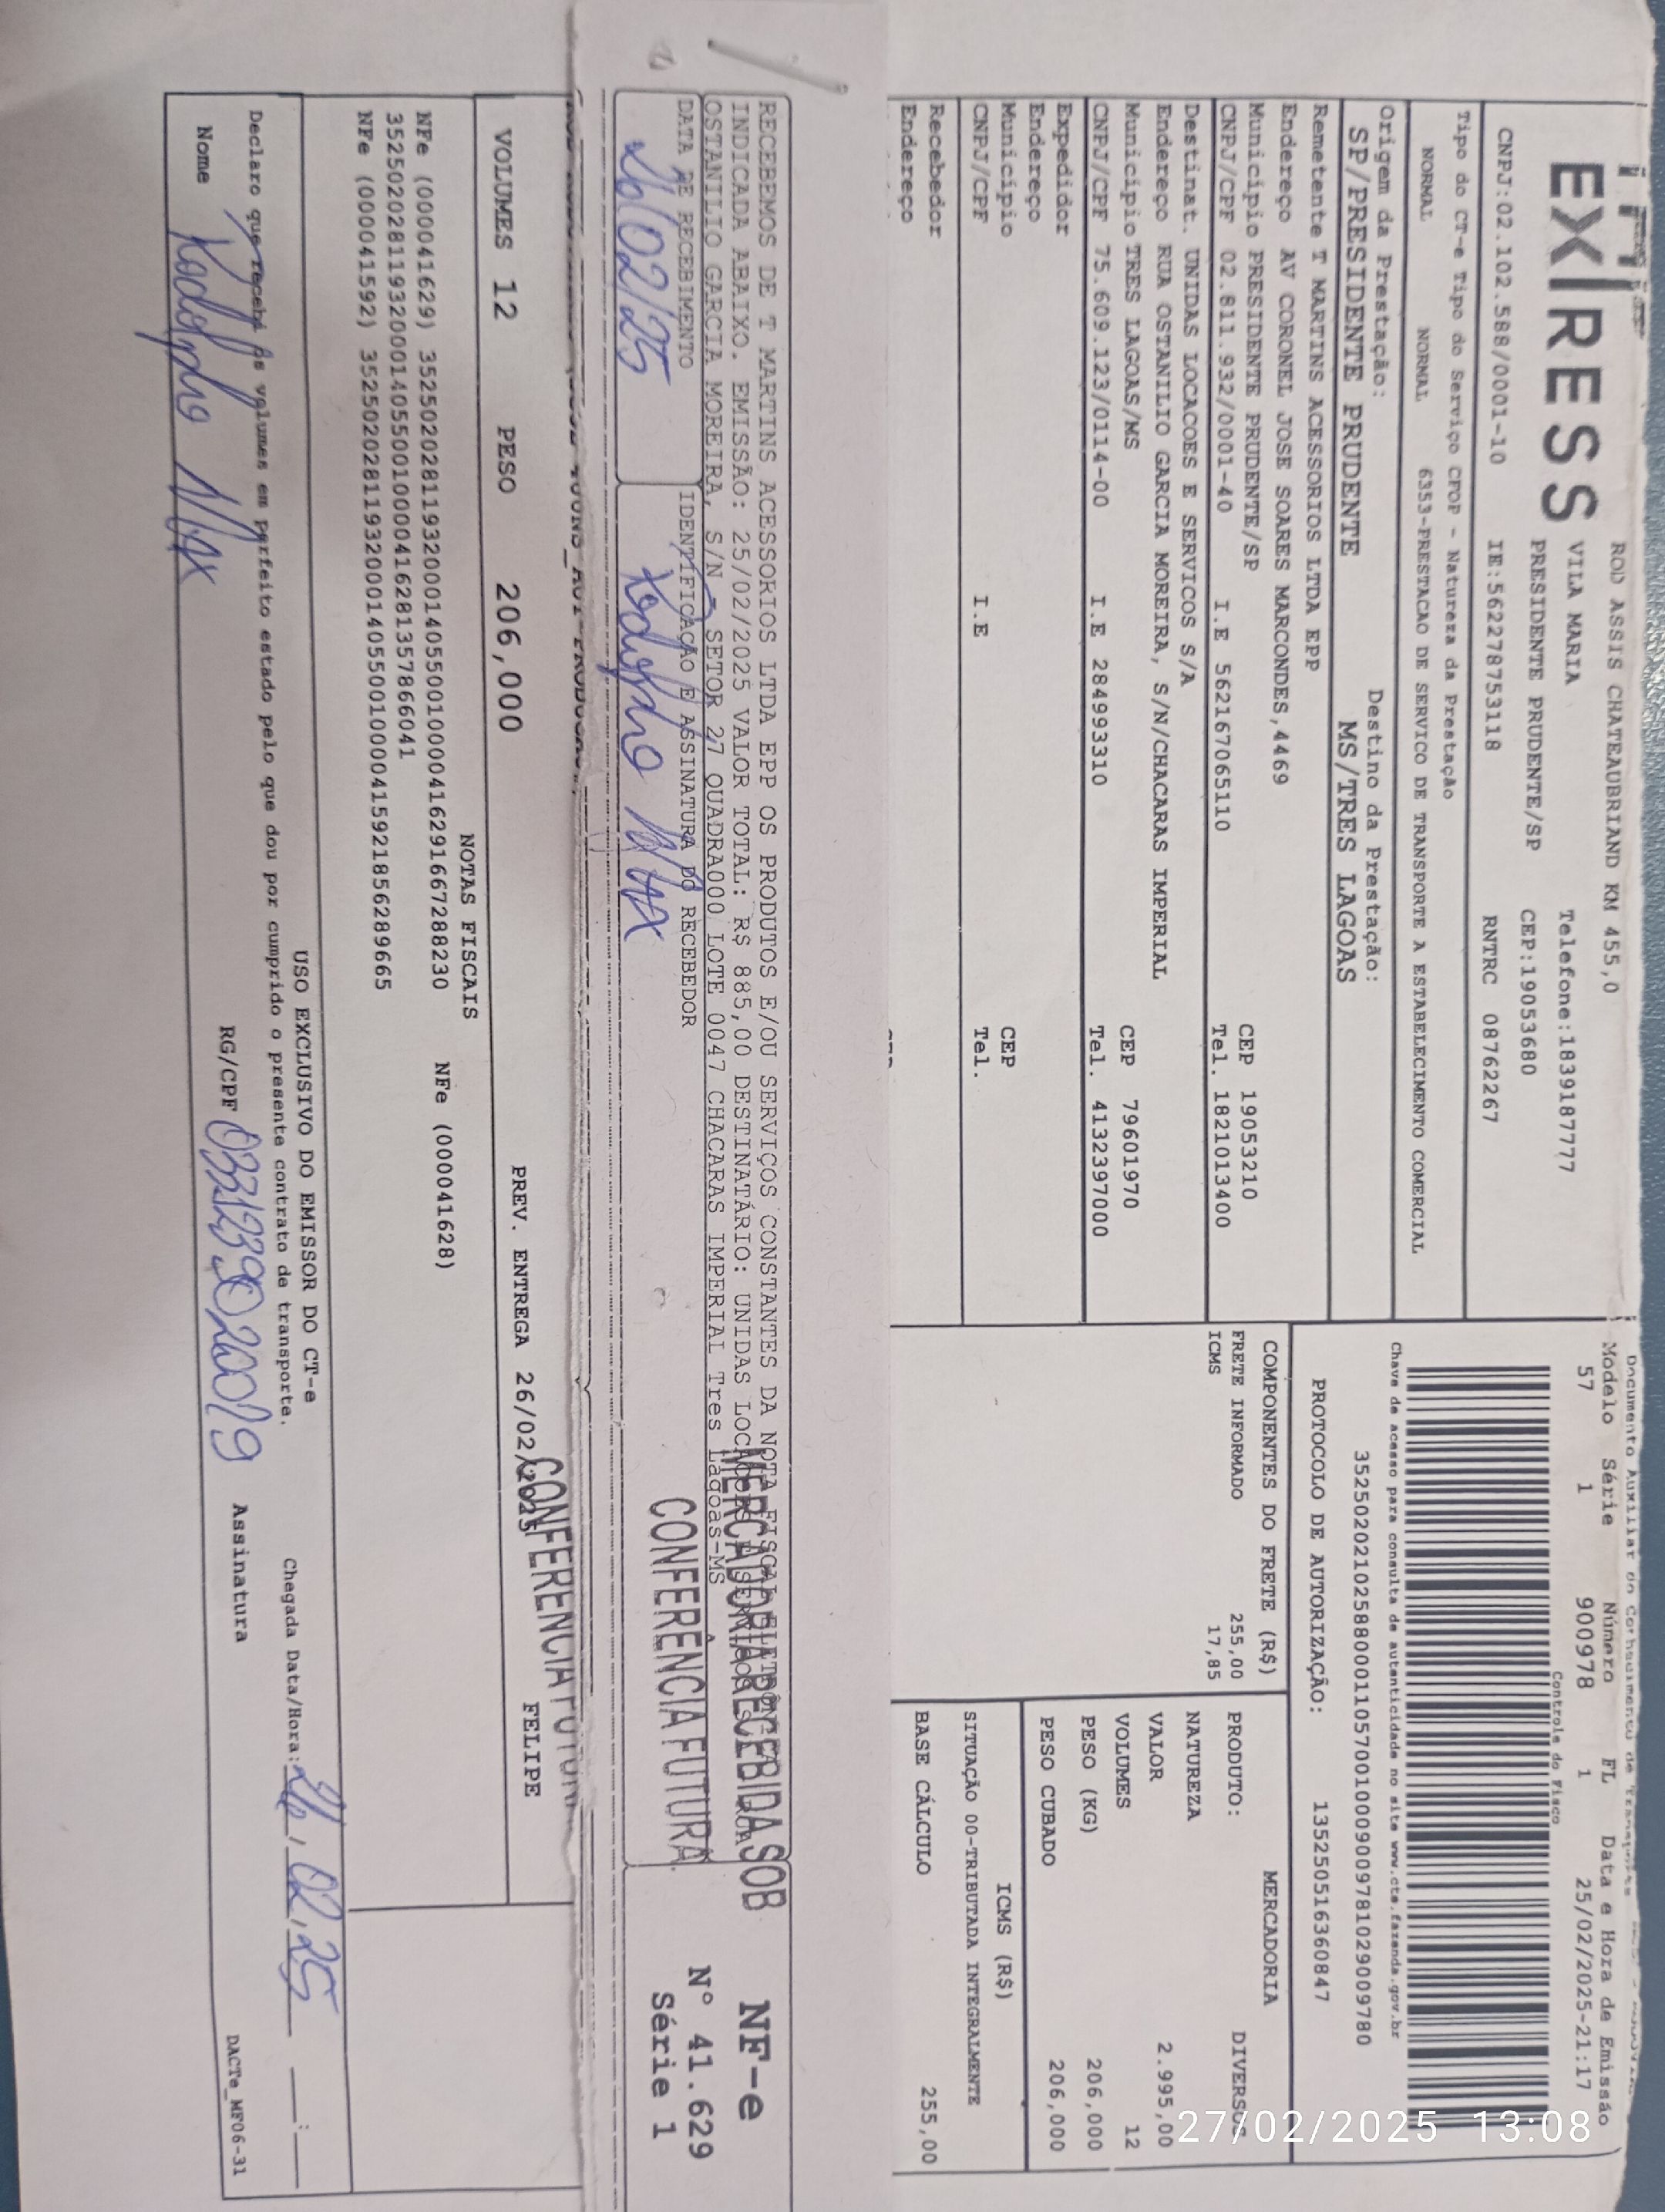 EXPRESS
ROD ASSIS CHATEAUBRIAND KM 455,0
VILA MARIA Telefone:1839187777
PRESIDENTE PRUDENTE/SP CEP:19053680
CNPJ:02.102.588/0001-10 IE:562278753118 RNTRC 08762267
Documento Auxiliar do Conhecimento de Transporte
Modelo Série Número FL Data e Hora de Emissão
57 1 900978 1 25/02/2025-21:17
Controle do Fisco
Tipo do CT-e Tipo do Serviço CFOP - Natureza da Prestação
NORMAL NORMAL 6353-PRESTACAO DE SERVICO DE TRANSPORTE A ESTABELECIMENTO COMERCIAL
Chave de acesso para consulta de autenticidade no site www.cte.fazenda.gov.br
35250202102588000110570010009009781029009780
Origem da Prestação: Destino da Prestação:
SP/PRESIDENTE PRUDENTE MS/TRES LAGOAS
PROTOCOLO DE AUTORIZAÇÃO: 135250516360847
Remetente T MARTINS ACESSORIOS LTDA EPP
Endereço AV CORONEL JOSE SOARES MARCONDES,4469
Municipio PRESIDENTE PRUDENTE/SP CEP 19053210
CNPJ/CPF 02.811.932/0001-40 I.E 562167065110 Tel. 1821013400
Destinat. UNIDAS LOCACOES E SERVICOS S/A
Endereço RUA OSTANILIO GARCIA MOREIRA, S/N/CHACARAS IMPERIAL
Municipio TRES LAGOAS/MS CEP 79601970
CNPJ/CPF 75.609.123/0114-00 I.E 284993310 Tel. 4132397000
Expedidor
Endereço
Municipio CEP
CNPJ/CPF I.E Tel.
Recebedor
Endereço
COMPONENTES DO FRETE (R$)
FRETE INFORMADO 255,00
ICMS 17,85
MERCADORIA
PRODUTO: DIVERSOS
NATUREZA
VALOR 2.995,00
VOLUMES 12
PESO (KG) 206,000
PESO CUBADO 206,000
ICMS (R$)
SITUAÇÃO 00-TRIBUTADA INTEGRALMENTE
BASE CÁLCULO 255,00
27/02/2025 13:08
RECEBEMOS DE T MARTINS ACESSORIOS LTDA EPP OS PRODUTOS E/OU SERVIÇOS CONSTANTES DA NOTA FISCAL ELETRÔNICA
INDICADA ABAIXO. EMISSÃO: 25/02/2025 VALOR TOTAL: R$ 885,00 DESTINATÁRIO: UNIDAS LOCACOES E SERVICOS S/A RUA
OSTANILIO GARCIA MOREIRA, S/N - SETOR 27 QUADRA000 LOTE 0047 CHACARAS IMPERIAL Tres Lagoas-MS
DATA DE RECEBIMENTO IDENTIFICAÇÃO E ASSINATURA DO RECEBEDOR
26/02/25
MERCADORIA RECEBIDA SOB
CONFERENCIA FUTURA.
NF-e
Nº 41.629
Série 1
CONFERENCIA FUTURA
VOLUMES 12 PESO 206,000 PREV. ENTREGA 26/02/2025 FELIPE
NOTAS FISCAIS
NFe (000041629) 35250202811932000140550010000416291667288230 NFe (000041628)
35250202811932000140550010000416281357866041
NFe (000041592) 35250202811932000140550010000415921856289665
USO EXCLUSIVO DO EMISSOR DO CT-e
Declaro que recebi os volumes em perfeito estado pelo que dou por cumprido o presente contrato de transporte.
Chegada Data/Hora: 26/02/25 __:__
Nome RG/CPF Assinatura
DACTe_MF06-31